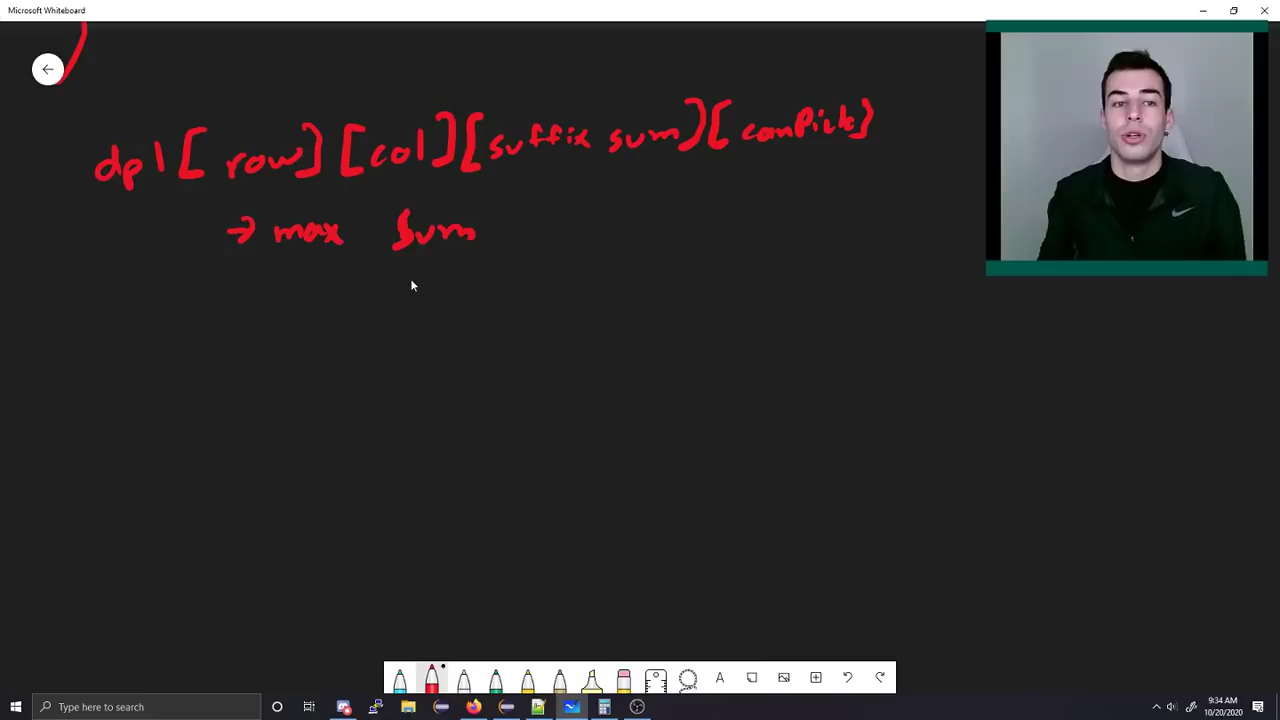 Microsoft Whiteboard
dp1[row][col][suffix sum][canPick]
→ max sum
A
Type here to search
9:34 AM
10/20/2020